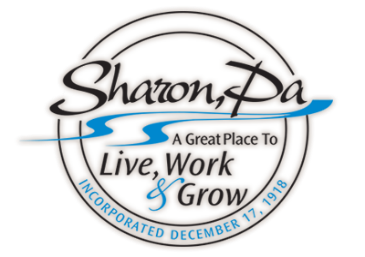 Sharon, Pa
A Great Place To
Live, Work
& Grow
INCORPORATED DECEMBER 17, 1918